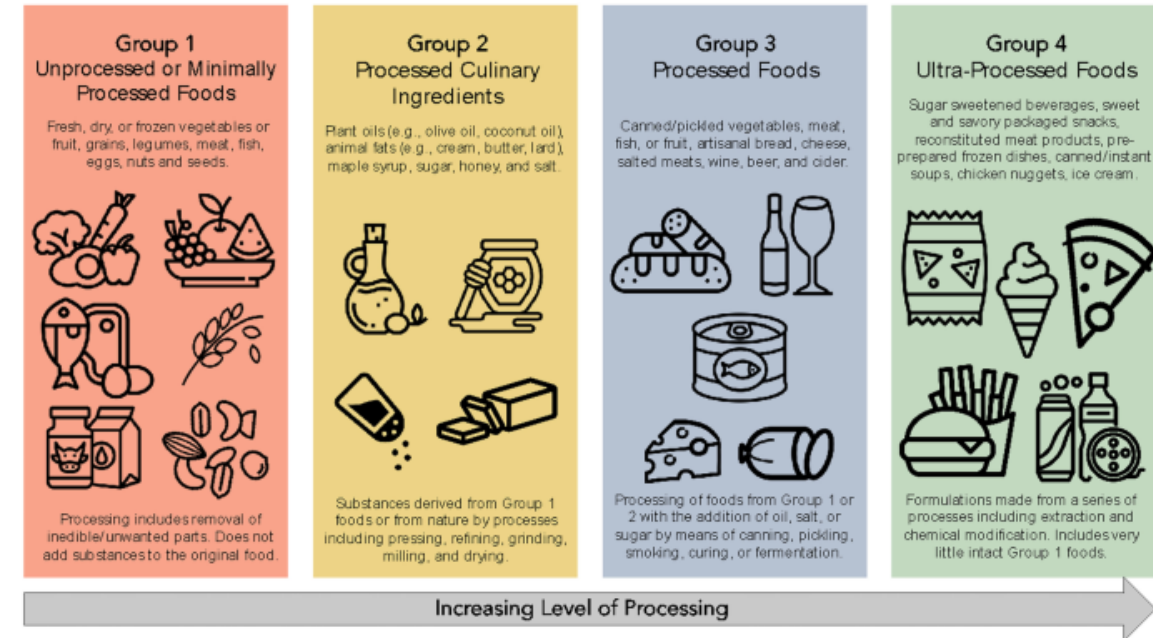 Group 1
Unprocessed or Minimally
Processed Foods
Fresh, dry, or frozen vegetables or
fruit, grains, legumes, meat, fish,
eggs, nuts and seeds.
Processing includes removal of
inedible/unwanted parts. Does not
add substances to the original food.
Group 2
Processed Culinary
Ingredients
Plant oils (e.g., olive oil, coconut oil),
animal fats (e.g., cream, butter, lard),
maple syrup, sugar, honey, and salt.
Substances derived from Group 1
foods or from nature by processes
including pressing, refining, grinding,
milling, and drying.
Group 3
Processed Foods
Canned/pickled vegetables, meat,
fish, or fruit, artisanal bread, cheese,
salted meats, wine, beer, and cider.
Processing of foods from Group 1 or
2 with the addition of oil, salt, or
sugar by means of canning, pickling,
smoking, curing, or fermentation.
Group 4
Ultra-Processed Foods
Sugar sweetened beverages, sweet
and savory packaged snacks,
reconstituted meat products, pre-
prepared frozen dishes, canned/instant
soups, chicken nuggets, ice cream.
Formulations made from a series of
processes including extraction and
chemical modification. Includes very
little intact Group 1 foods.
Increasing Level of Processing